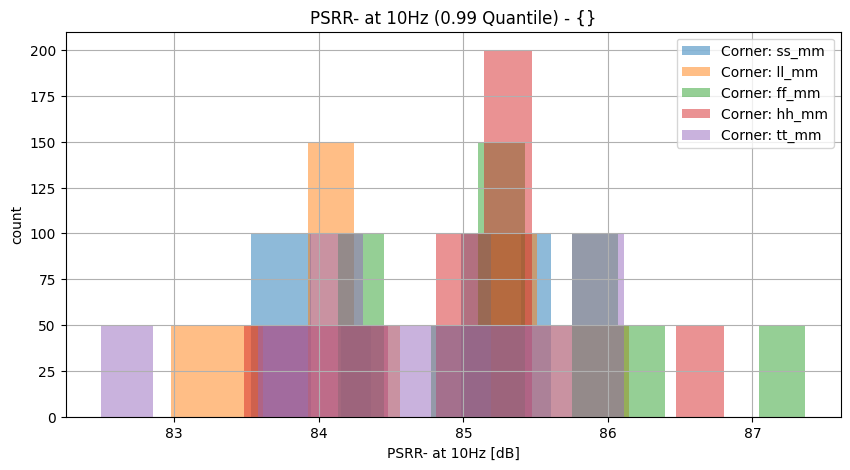 PSRR- at 10Hz (0.99 Quantile) - {}
Corner: ss_mm
Corner: ll_mm
Corner: ff_mm
Corner: hh_mm
Corner: tt_mm
200
175
150
125
100
75
50
25
0
count
83
84
85
86
87
PSRR- at 10Hz [dB]